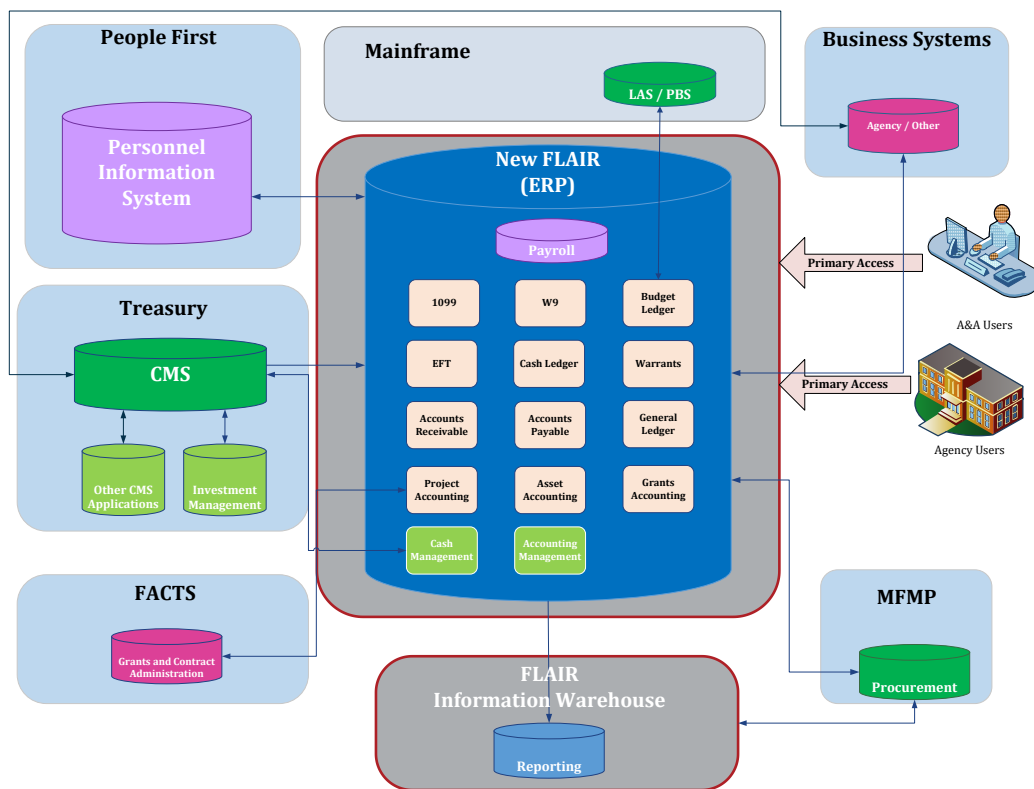 People First
Personnel
Information
System
Mainframe
LAS / PBS
Business Systems
Agency / Other
New FLAIR
(ERP)
Payroll
1099
W9
Budget
Ledger
EFT
Cash Ledger
Warrants
Accounts
Receivable
Accounts
Payable
General
Ledger
Project
Accounting
Asset
Accounting
Grants
Accounting
Cash
Management
Accounting
Management
Primary Access
A&A Users
Primary Access
Agency Users
Treasury
CMS
Other CMS
Applications
Investment
Management
FACTS
Grants and Contract
Administration
FLAIR
Information Warehouse
Reporting
MFMP
Procurement